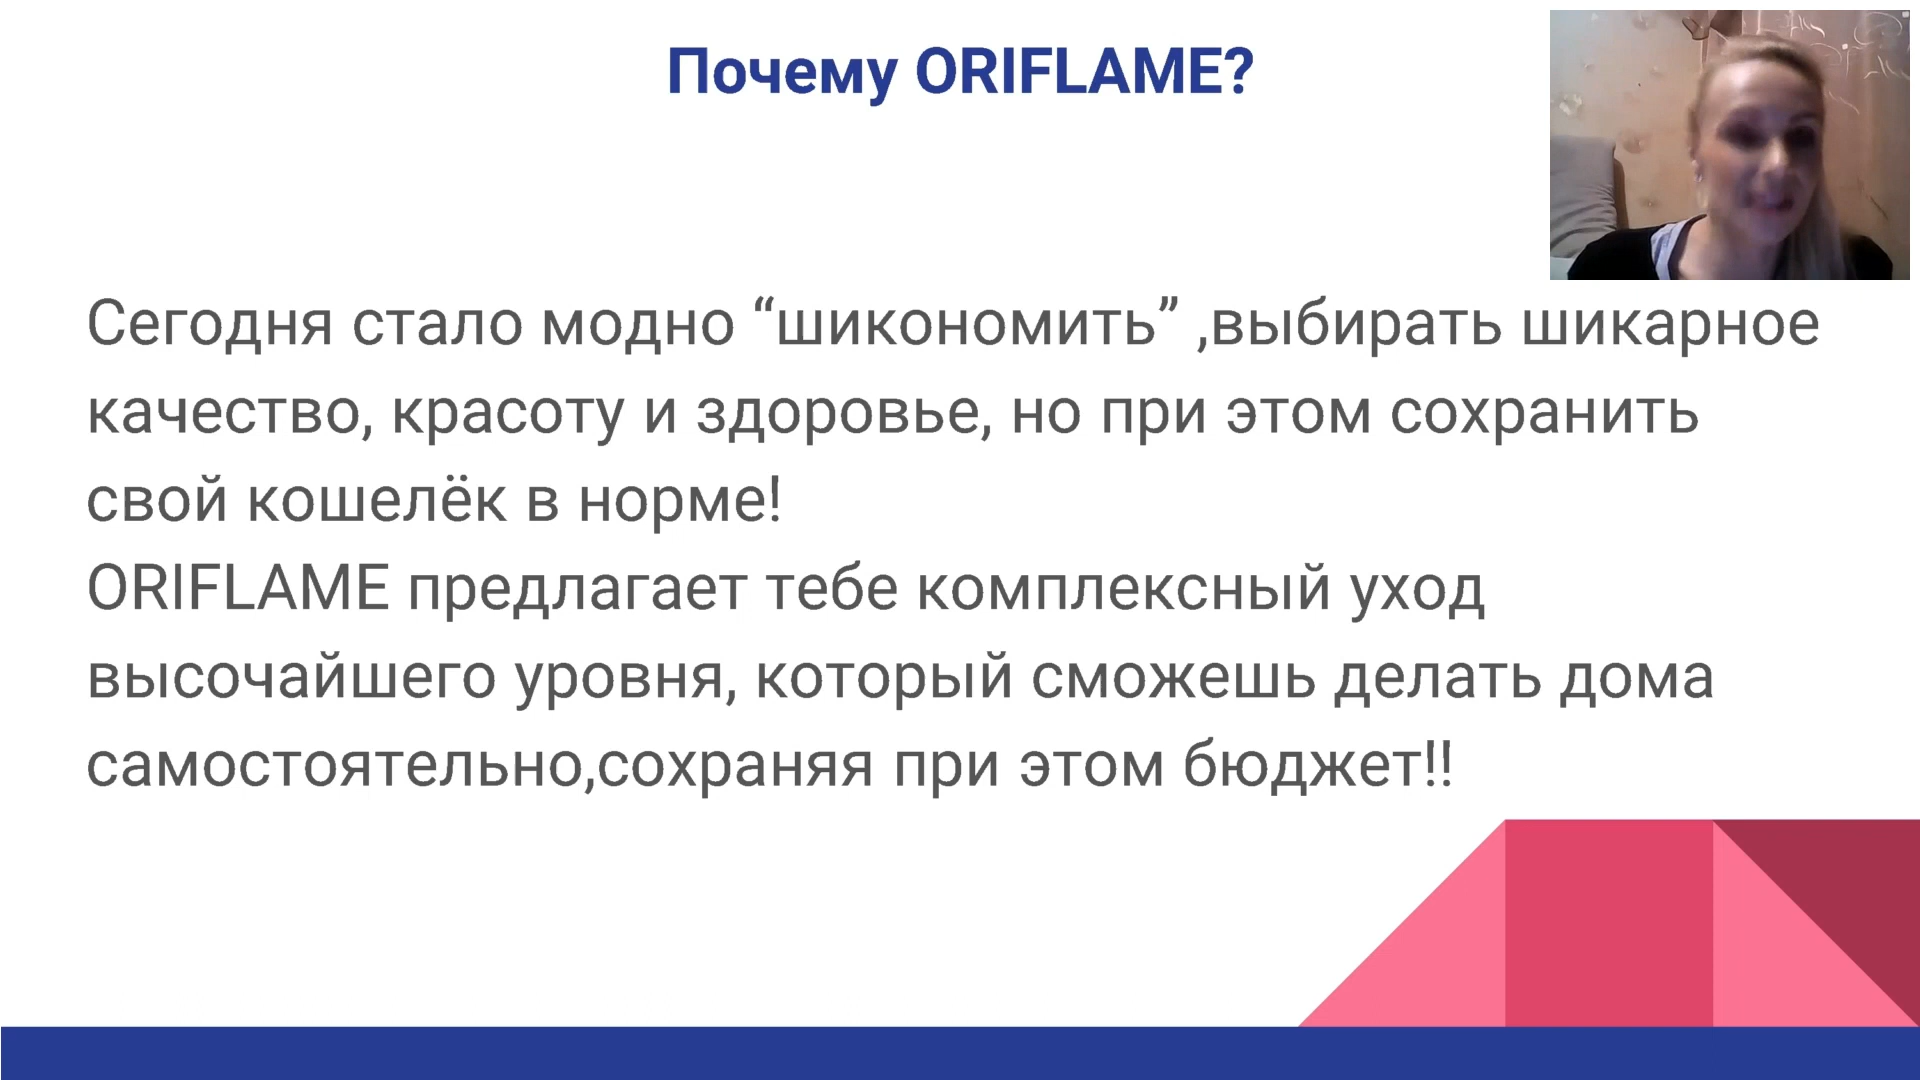 Почему ORIFLAME?
Сегодня стало модно “шикономить” ,выбирать шикарное
качество, красоту и здоровье, но при этом сохранить
свой кошелёк в норме!
ORIFLAME предлагает тебе комплексный уход
высочайшего уровня, который сможешь делать дома
самостоятельно,сохраняя при этом бюджет!!